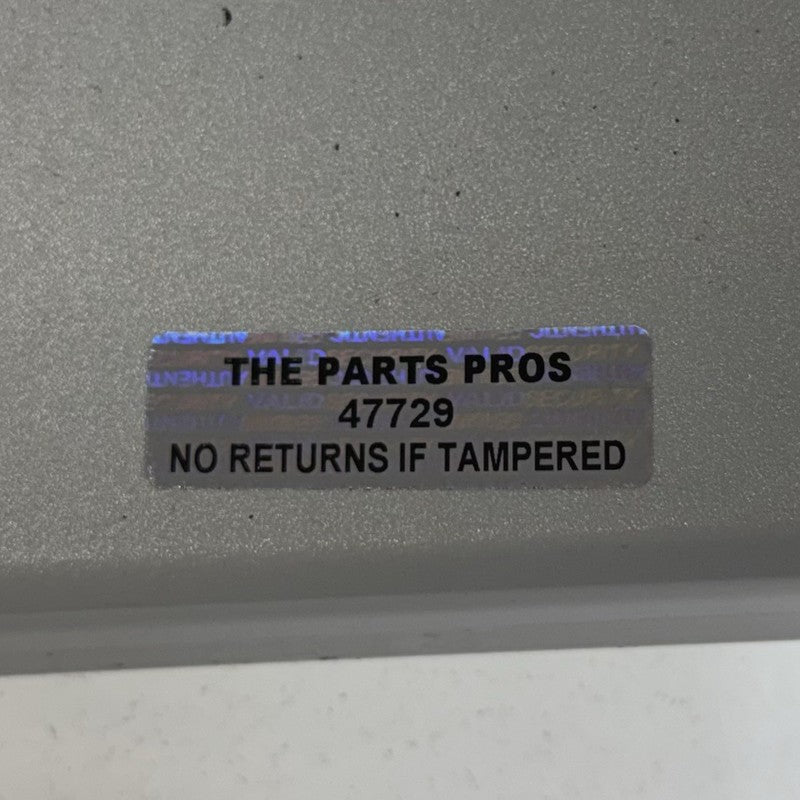 THE PARTS PROS
47729
NO RETURNS IF TAMPERED